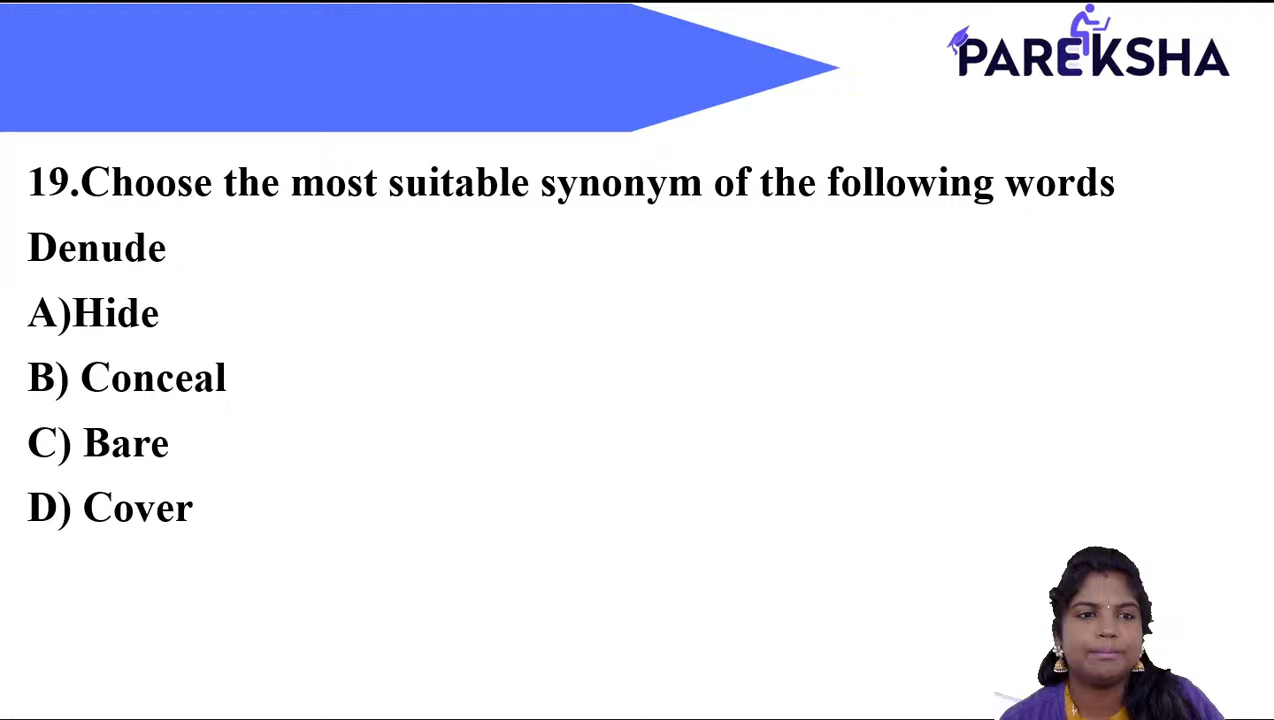 PAREKSHA
19.Choose the most suitable synonym of the following words
Denude
A)Hide
B) Conceal
C) Bare
D) Cover